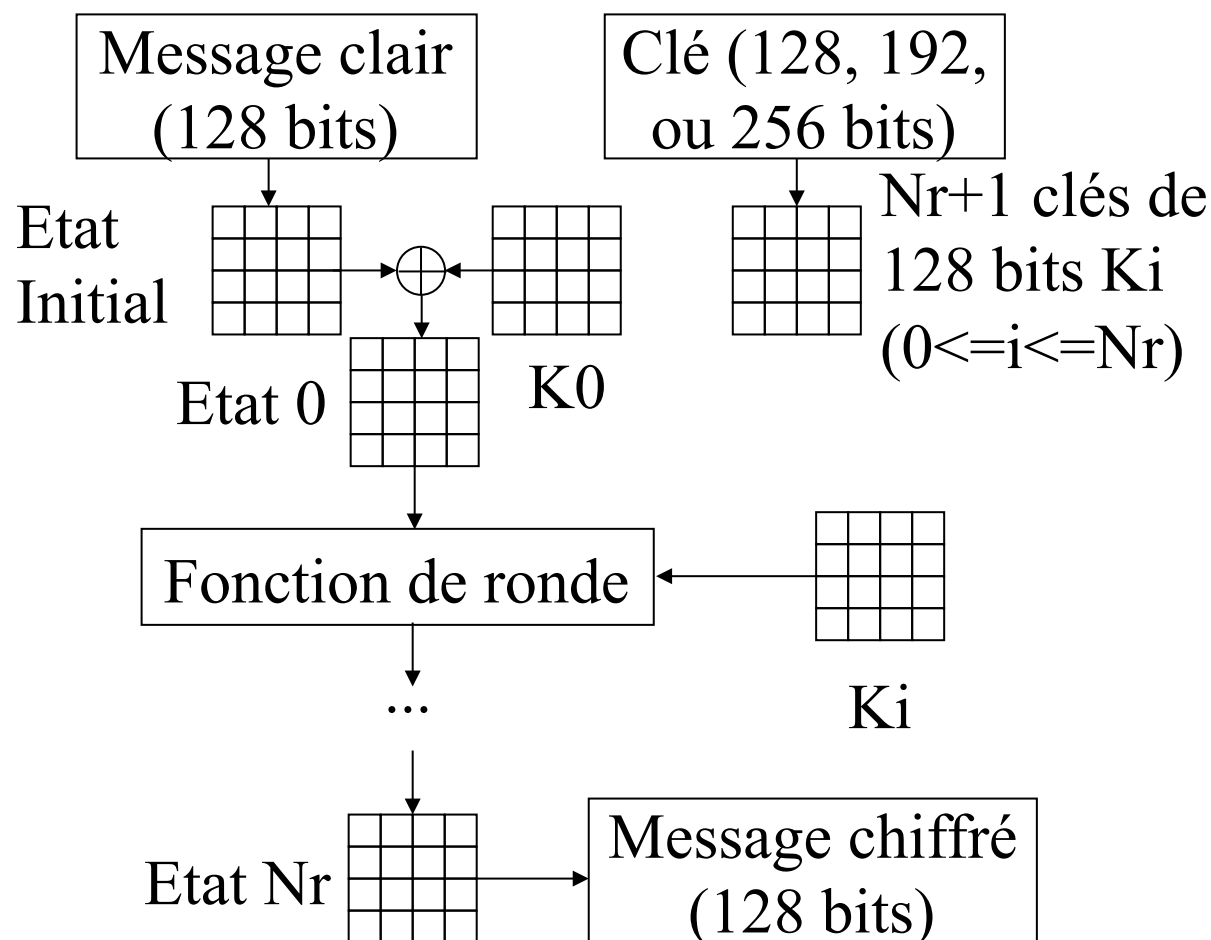 Message clair
(128 bits)
Clé (128, 192,
ou 256 bits)
Etat
Initial
Nr+1 clés de
128 bits Ki
(0<=i<=Nr)
Etat 0
K0
Fonction de ronde
Ki
...
Etat Nr
Message chiffré
(128 bits)